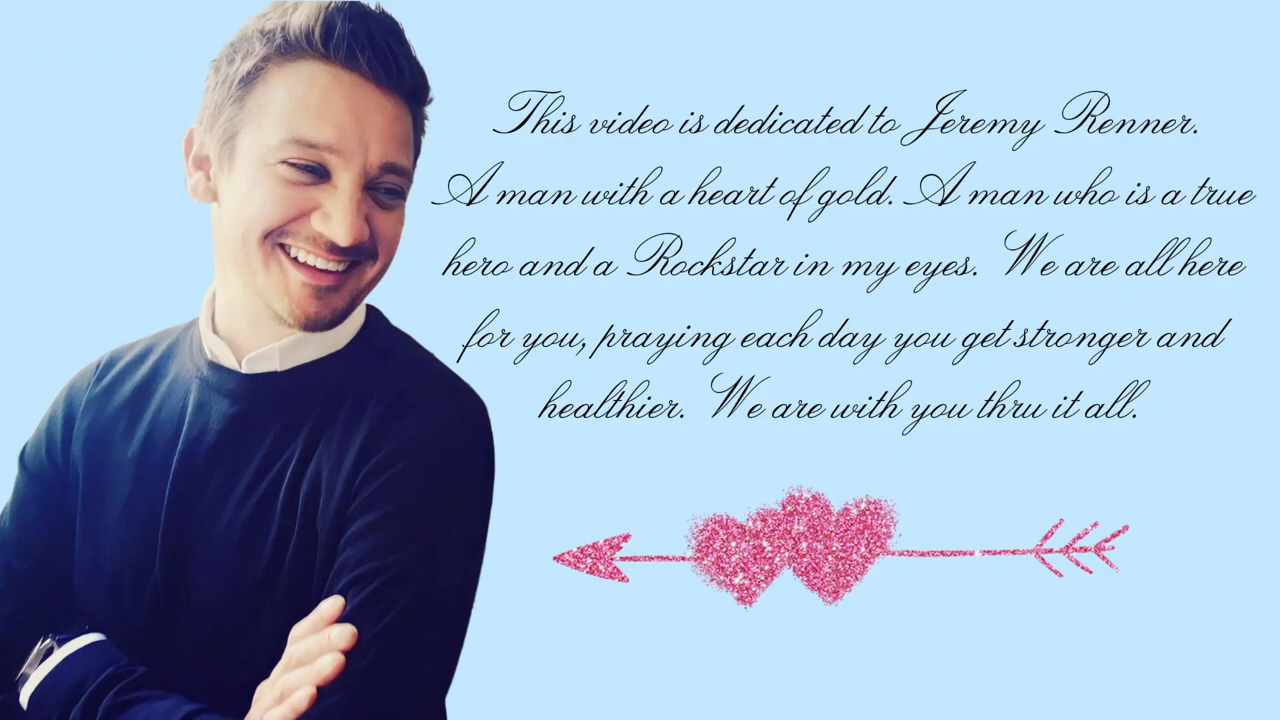 This video is dedicated to Jeremy Renner.
A man with a heart of gold. A man who is a true
hero and a Rockstar in my eyes. We are all here
for you, praying each day you get stronger and
healthier. We are with you thru it all.